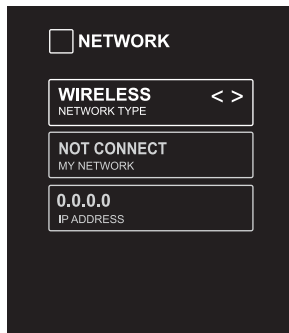 NETWORK
WIRELESS < >
NETWORK TYPE
NOT CONNECT
MY NETWORK
0.0.0.0
IP ADDRESS